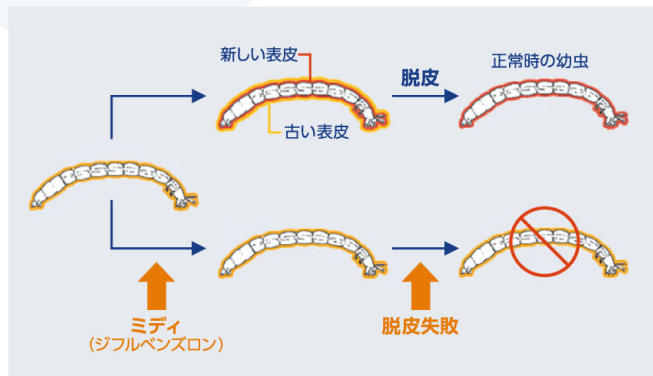 新しい表皮
脱皮
正常時の幼虫
古い表皮
ミディ
(ジフルベンズロン)
脱皮失敗